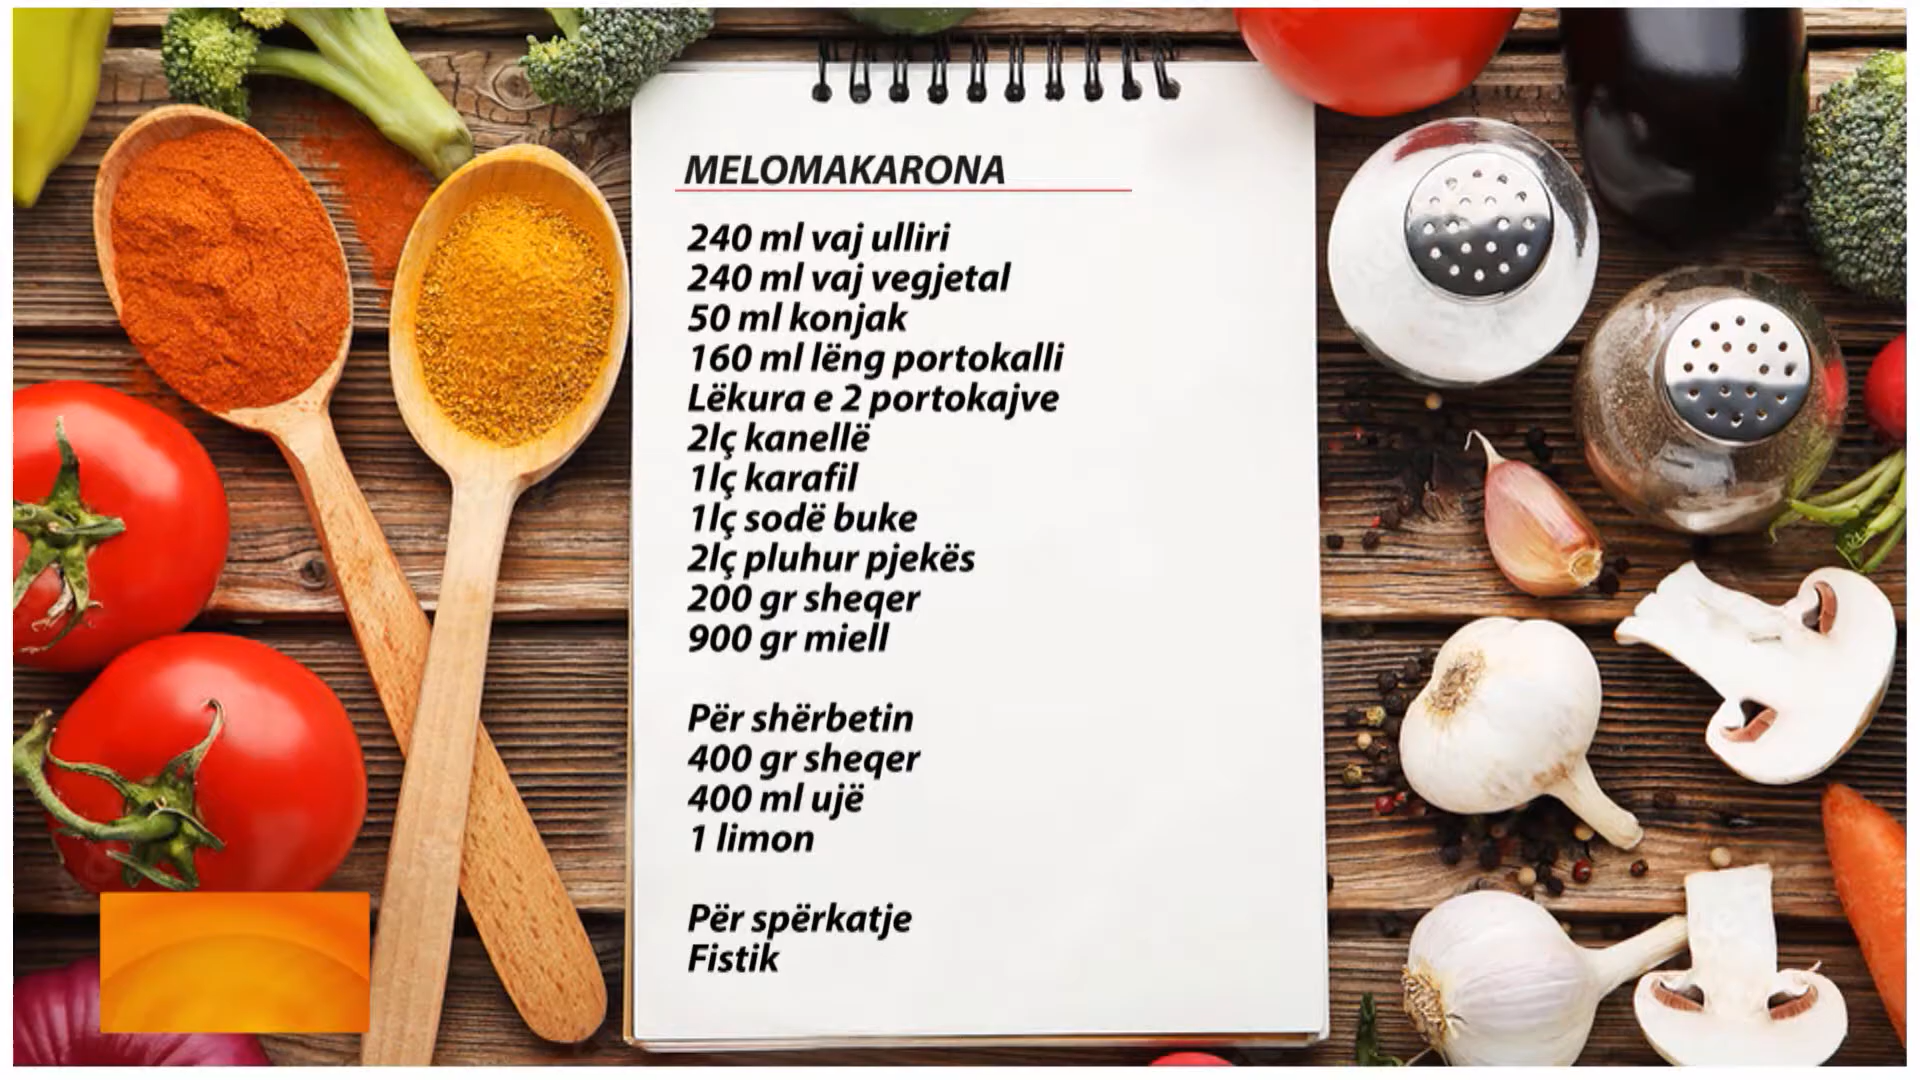 MELOMAKARONA
240 ml vaj ulliri
240 ml vaj vegjetal
50 ml konjak
160 ml lëng portokalli
Lëkura e 2 portokajve
2lç kanellë
1lç karafil
1lç sodë buke
2lç pluhur pjekës
200 gr sheqer
900 gr miell
Për shërbetin
400 gr sheqer
400 ml ujë
1 limon
Për spërkatje
Fistik